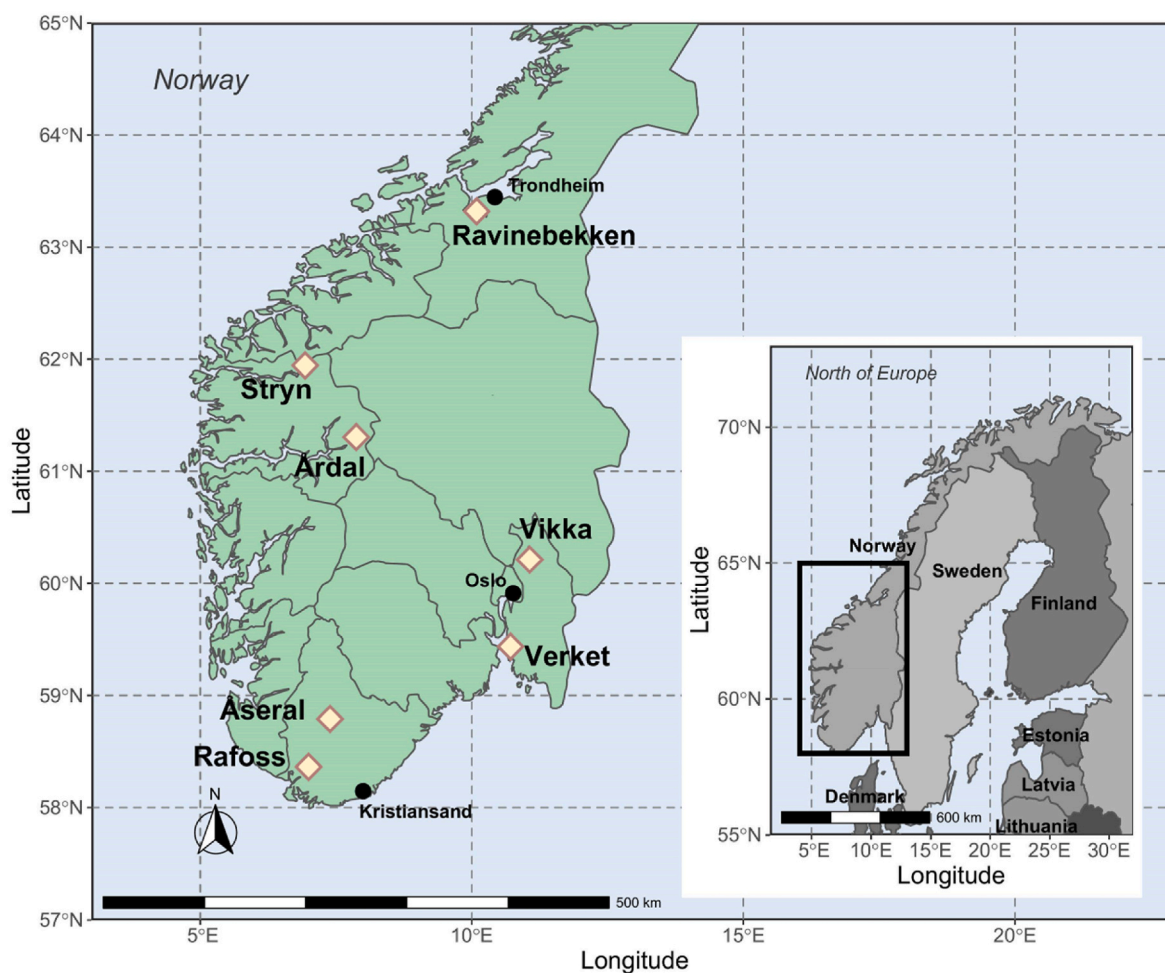 65°N
Norway
64°N
Trondheim
63°N
Ravinebekken
62°N
Stryn
North of Europe
70°N
Årdal
61°N
Latitude
Vikka
Norway
65°N
Sweden
60°N
Oslo
Finland
Latitude
Verket
60°N
59°N
Åseral
Estonia
Rafoss
Latvia
N
58°N
Kristiansand
Denmark
600 km
Lithuania
55°N
5°E 10°E 15°E 20°E 25°E 30°E
Longitude
500 km
57°N
5°E 10°E 15°E 20°E
Longitude